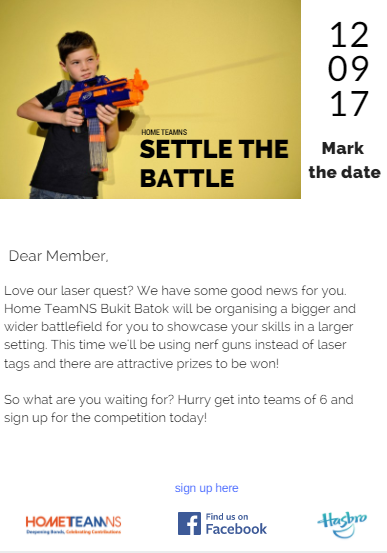 12
09
17
Mark
the date
HOME TEAMNS
SETTLE THE
BATTLE
Dear Member,
Love our laser quest? We have some good news for you.
Home TeamNS Bukit Batok will be organising a bigger and
wider battlefield for you to showcase your skills in a larger
setting. This time we'll be using nerf guns instead of laser
tags and there are attractive prizes to be won!
So what are you waiting for? Hurry get into teams of 6 and
sign up for the competition today!
sign up here
HOMETEAMNS
Deepening Bonds, Celebrating Contributions
Find us on
Facebook
Hasbro